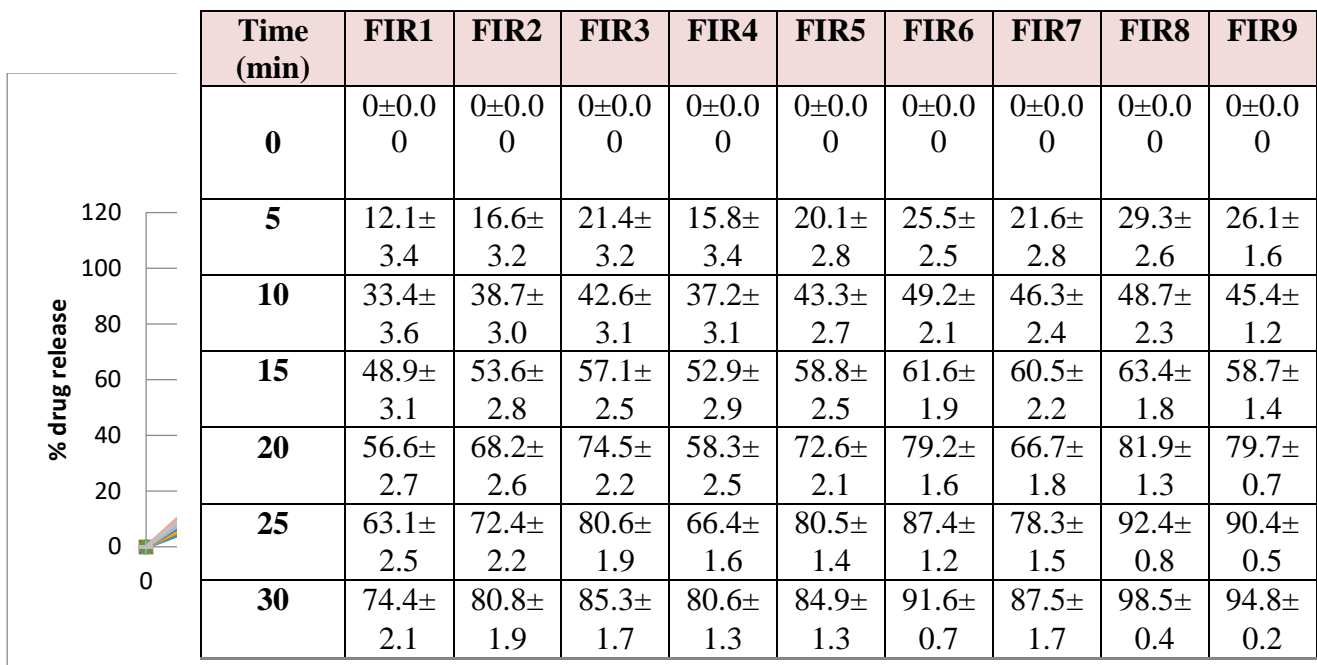 Time (min) FIR1 FIR2 FIR3 FIR4 FIR5 FIR6 FIR7 FIR8 FIR9
0 0±0.00 0±0.00 0±0.00 0±0.00 0±0.00 0±0.00 0±0.00 0±0.00 0±0.00
5 12.1±3.4 16.6±3.2 21.4±3.2 15.8±3.4 20.1±2.8 25.5±2.5 21.6±2.8 29.3±2.6 26.1±1.6
10 33.4±3.6 38.7±3.0 42.6±3.1 37.2±3.1 43.3±2.7 49.2±2.1 46.3±2.4 48.7±2.3 45.4±1.2
15 48.9±3.1 53.6±2.8 57.1±2.5 52.9±2.9 58.8±2.5 61.6±1.9 60.5±2.2 63.4±1.8 58.7±1.4
20 56.6±2.7 68.2±2.6 74.5±2.2 58.3±2.5 72.6±2.1 79.2±1.6 66.7±1.8 81.9±1.3 79.7±0.7
25 63.1±2.5 72.4±2.2 80.6±1.9 66.4±1.6 80.5±1.4 87.4±1.2 78.3±1.5 92.4±0.8 90.4±0.5
30 74.4±2.1 80.8±1.9 85.3±1.7 80.6±1.3 84.9±1.3 91.6±0.7 87.5±1.7 98.5±0.4 94.8±0.2
% drug release
120
100
80
60
40
20
0
0